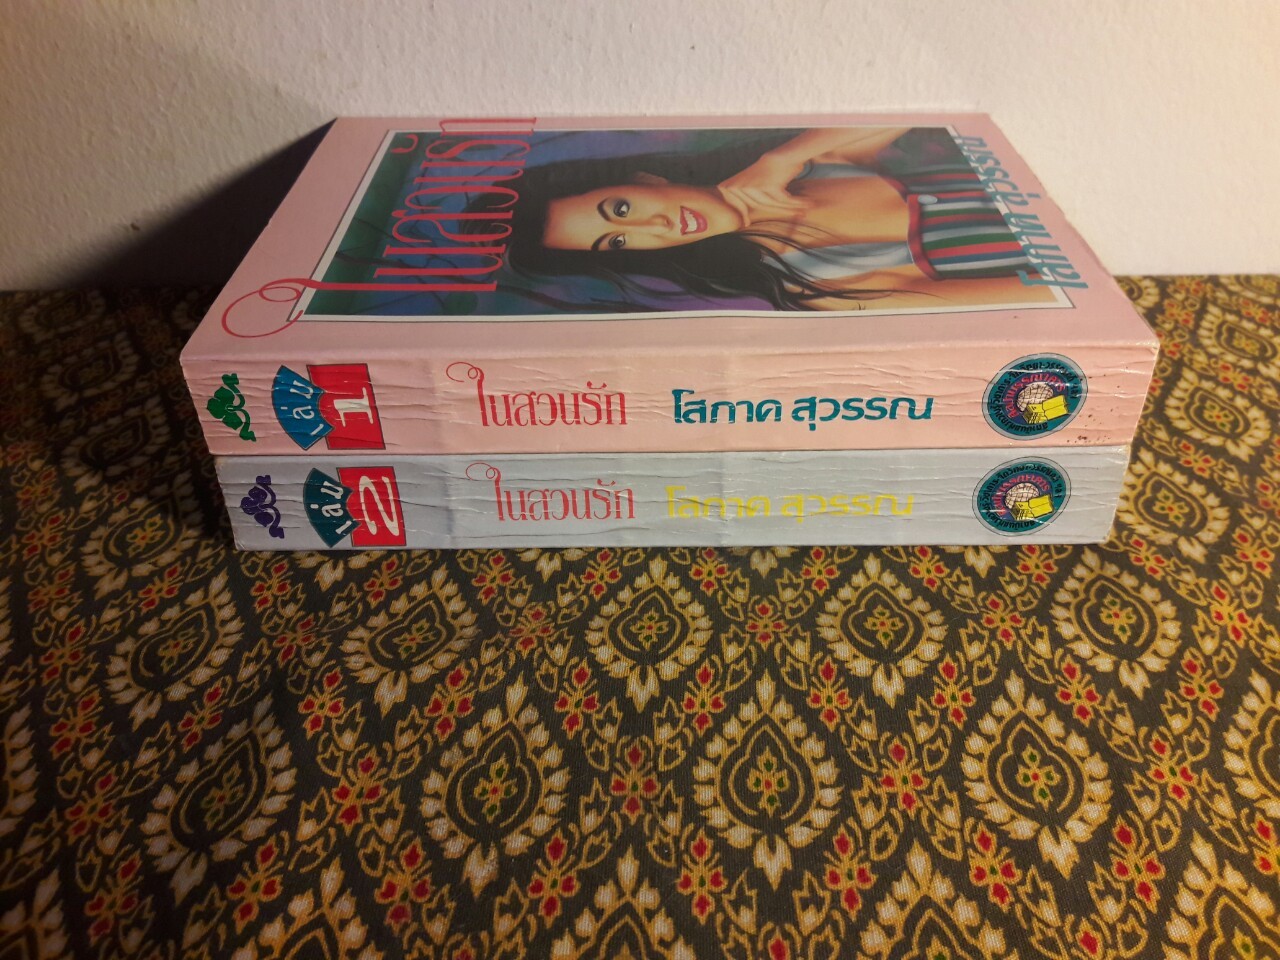 ในสวนรัก
โสภาค สุวรรณ
เล่ม 1
ในสวนรัก โสภาค สุวรรณ
เล่ม 2
ในสวนรัก โสภาค สุวรรณ